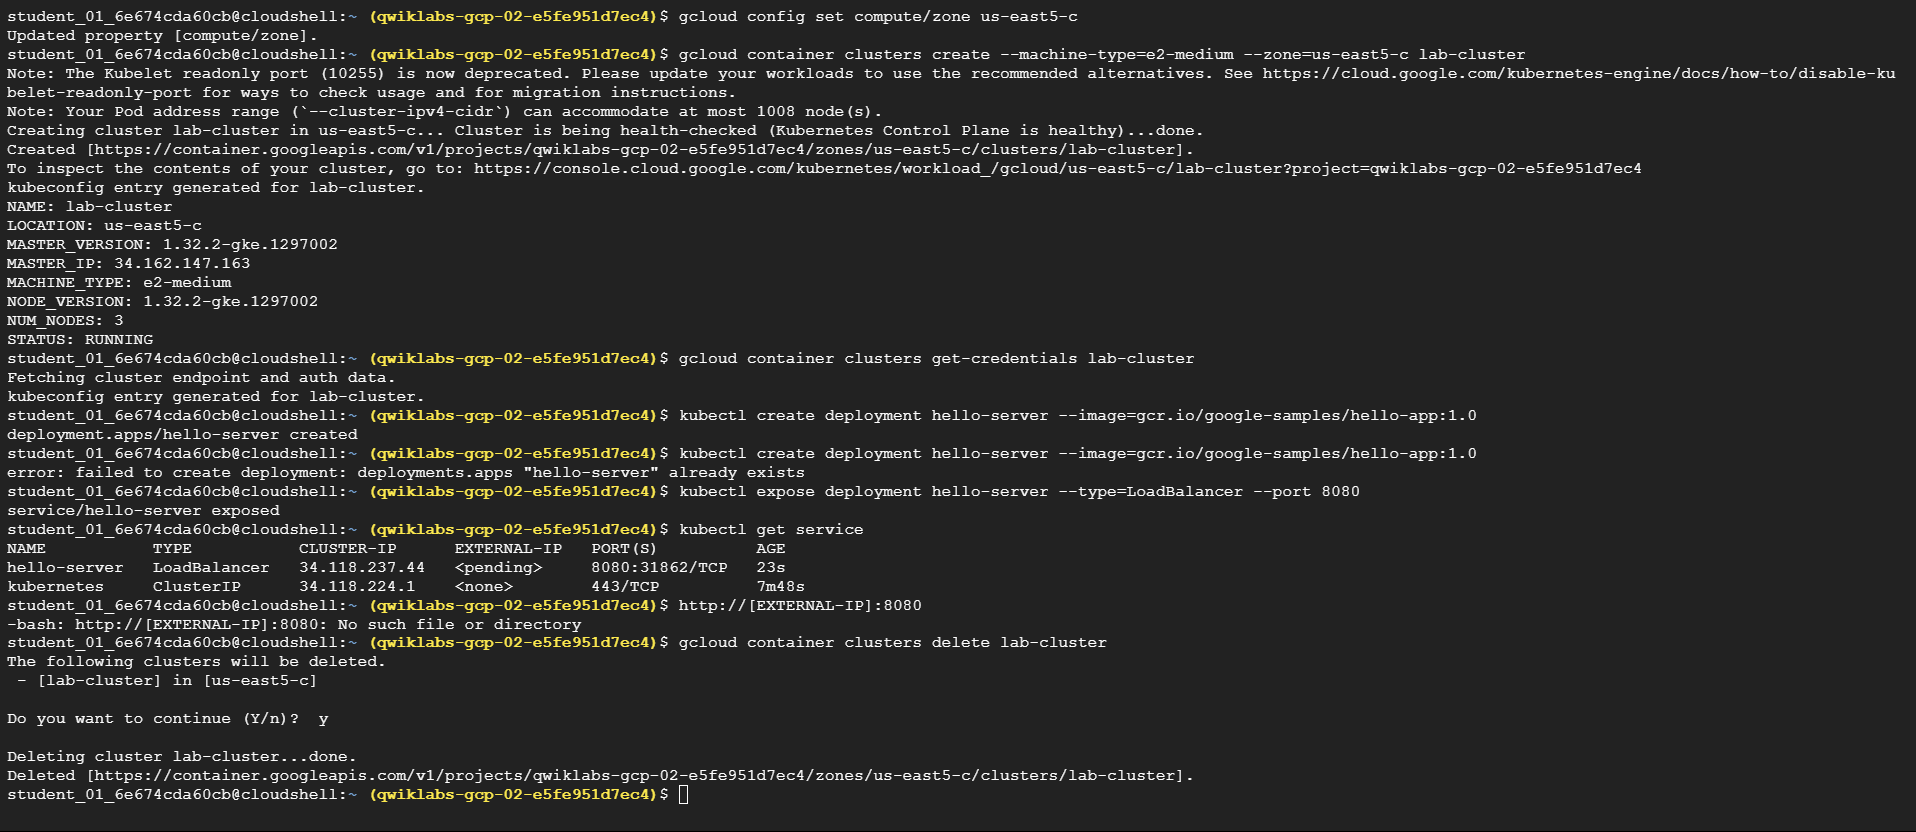 student_01_6e674cda60cb@cloudshell:~ (qwiklabs-gcp-02-e5fe951d7ec4)$ gcloud config set compute/zone us-east5-c
Updated property [compute/zone].
student_01_6e674cda60cb@cloudshell:~ (qwiklabs-gcp-02-e5fe951d7ec4)$ gcloud container clusters create --machine-type=e2-medium --zone=us-east5-c lab-cluster
Note: The Kubelet readonly port (10255) is now deprecated. Please update your workloads to use the recommended alternatives. See https://cloud.google.com/kubernetes-engine/docs/how-to/disable-ku
belet-readonly-port for ways to check usage and for migration instructions.
Note: Your Pod address range (`--cluster-ipv4-cidr`) can accommodate at most 1008 node(s).
Creating cluster lab-cluster in us-east5-c... Cluster is being health-checked (Kubernetes Control Plane is healthy)...done.
Created [https://container.googleapis.com/v1/projects/qwiklabs-gcp-02-e5fe951d7ec4/zones/us-east5-c/clusters/lab-cluster].
To inspect the contents of your cluster, go to: https://console.cloud.google.com/kubernetes/workload_/gcloud/us-east5-c/lab-cluster?project=qwiklabs-gcp-02-e5fe951d7ec4
kubeconfig entry generated for lab-cluster.
NAME: lab-cluster
LOCATION: us-east5-c
MASTER_VERSION: 1.32.2-gke.1297002
MASTER_IP: 34.162.147.163
MACHINE_TYPE: e2-medium
NODE_VERSION: 1.32.2-gke.1297002
NUM_NODES: 3
STATUS: RUNNING
student_01_6e674cda60cb@cloudshell:~ (qwiklabs-gcp-02-e5fe951d7ec4)$ gcloud container clusters get-credentials lab-cluster
Fetching cluster endpoint and auth data.
kubeconfig entry generated for lab-cluster.
student_01_6e674cda60cb@cloudshell:~ (qwiklabs-gcp-02-e5fe951d7ec4)$ kubectl create deployment hello-server --image=gcr.io/google-samples/hello-app:1.0
deployment.apps/hello-server created
student_01_6e674cda60cb@cloudshell:~ (qwiklabs-gcp-02-e5fe951d7ec4)$ kubectl create deployment hello-server --image=gcr.io/google-samples/hello-app:1.0
error: failed to create deployment: deployments.apps "hello-server" already exists
student_01_6e674cda60cb@cloudshell:~ (qwiklabs-gcp-02-e5fe951d7ec4)$ kubectl expose deployment hello-server --type=LoadBalancer --port 8080
service/hello-server exposed
student_01_6e674cda60cb@cloudshell:~ (qwiklabs-gcp-02-e5fe951d7ec4)$ kubectl get service
NAME           TYPE           CLUSTER-IP      EXTERNAL-IP   PORT(S)          AGE
hello-server   LoadBalancer   34.118.237.44   <pending>     8080:31862/TCP   23s
kubernetes     ClusterIP      34.118.224.1    <none>        443/TCP          7m48s
student_01_6e674cda60cb@cloudshell:~ (qwiklabs-gcp-02-e5fe951d7ec4)$ http://[EXTERNAL-IP]:8080
-bash: http://[EXTERNAL-IP]:8080: No such file or directory
student_01_6e674cda60cb@cloudshell:~ (qwiklabs-gcp-02-e5fe951d7ec4)$ gcloud container clusters delete lab-cluster
The following clusters will be deleted.
 - [lab-cluster] in [us-east5-c]
Do you want to continue (Y/n)?  y
Deleting cluster lab-cluster...done.
Deleted [https://container.googleapis.com/v1/projects/qwiklabs-gcp-02-e5fe951d7ec4/zones/us-east5-c/clusters/lab-cluster].
student_01_6e674cda60cb@cloudshell:~ (qwiklabs-gcp-02-e5fe951d7ec4)$